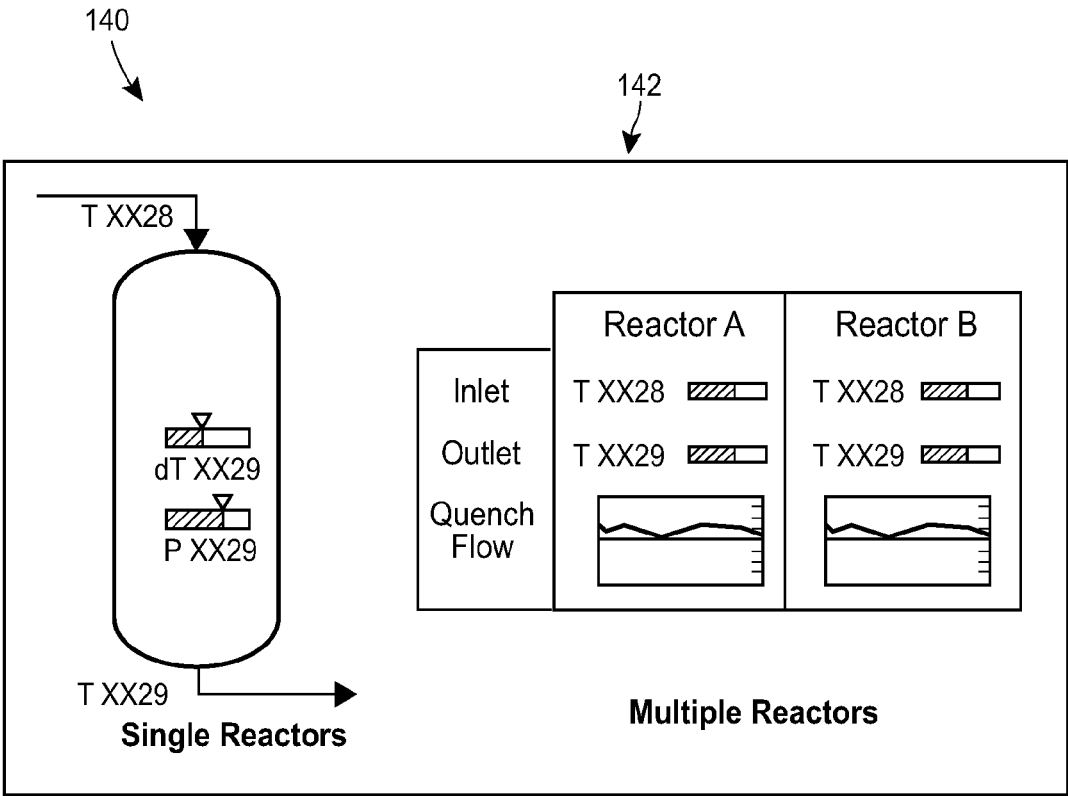 140
142
T XX28
dT XX29
P XX29
T XX29
Single Reactors
Reactor A Reactor B
Inlet T XX28 T XX28
Outlet T XX29 T XX29
Quench
Flow
Multiple Reactors